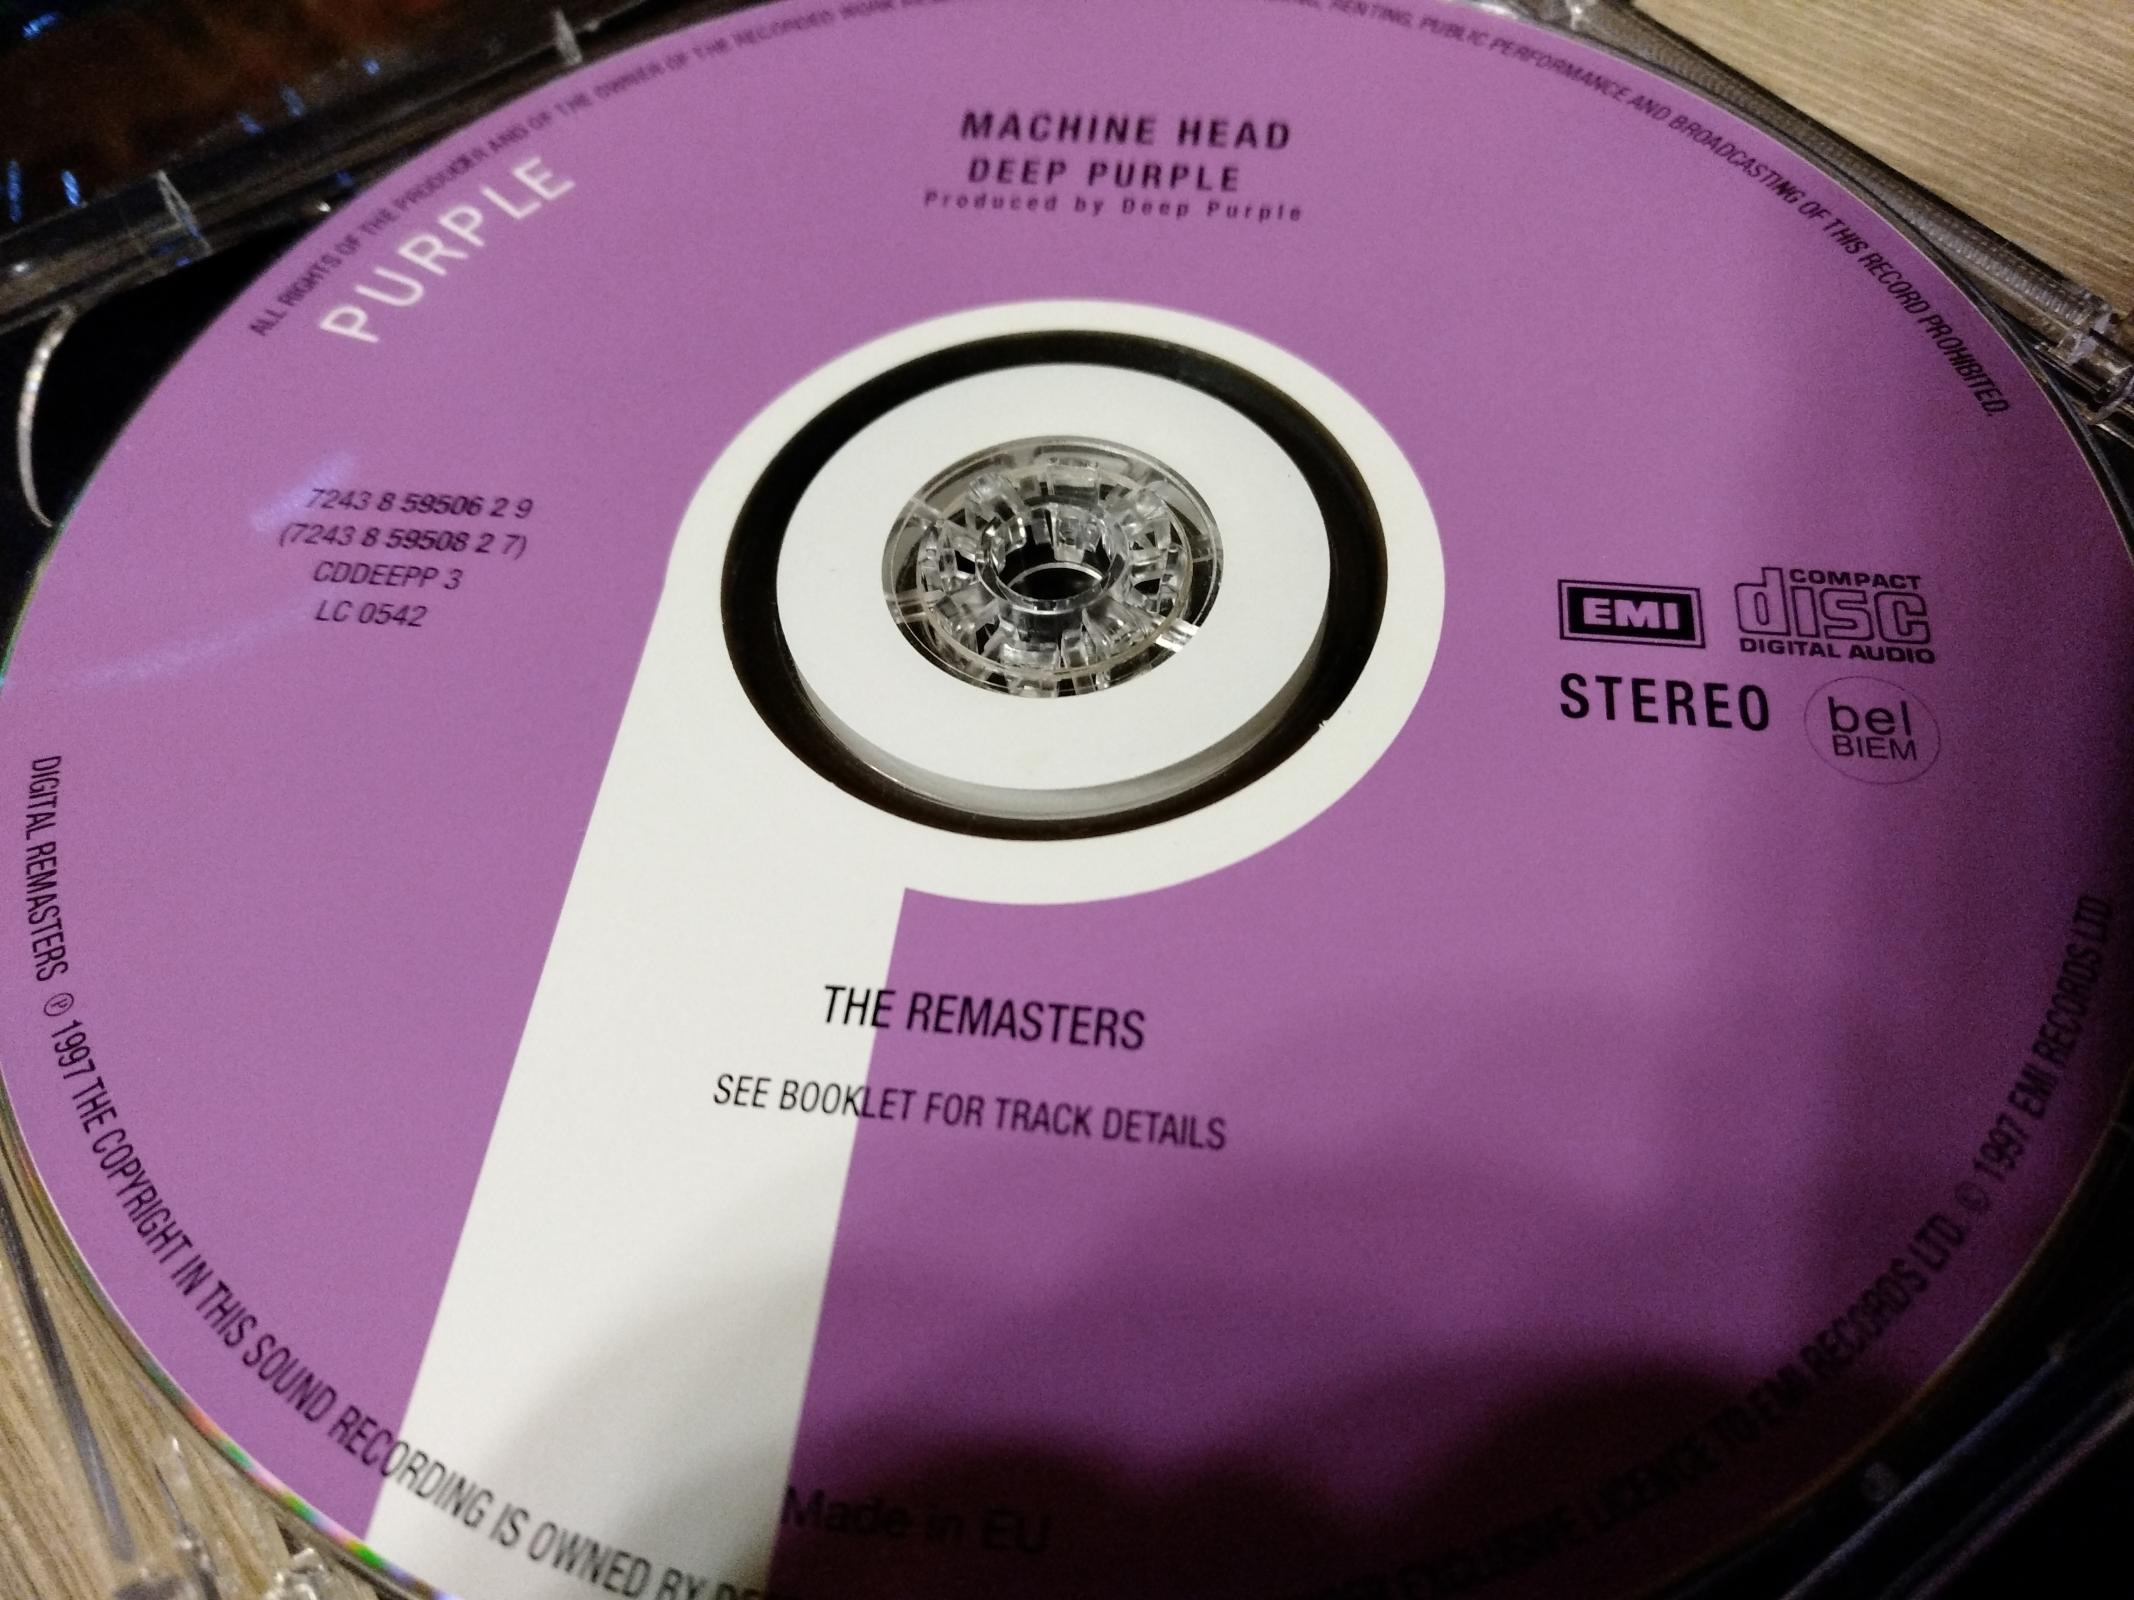 ALL RIGHTS OF THE PRODUCER AND OF THE OWNER OF THE RECORDED WORK
RENTING, PUBLIC PERFORMANCE AND BROADCASTING OF THIS RECORD PROHIBITED.
PURPLE
MACHINE HEAD
DEEP PURPLE
Produced by Deep Purple
7243 8 59506 2 9
(7243 8 59508 2 7)
CDDEEPP 3
LC 0542
EMI
COMPACT
disc
DIGITAL AUDIO
STEREO
bel
BIEM
THE REMASTERS
SEE BOOKLET FOR TRACK DETAILS
Made in EU
DIGITAL REMASTERS ℗ 1997 THE COPYRIGHT IN THIS SOUND RECORDING IS OWNED BY
EXCLUSIVE LICENCE TO EMI RECORDS LTD. © 1997 EMI RECORDS LTD